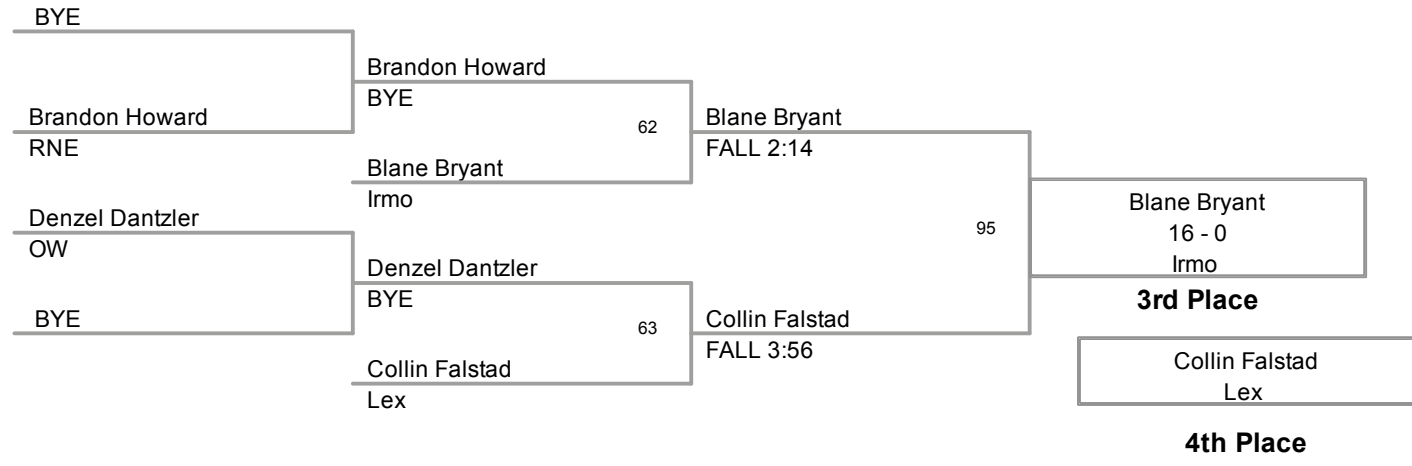 BYE
Brandon Howard
BYE
Brandon Howard
RNE
62
Blane Bryant
FALL 2:14
Blane Bryant
Irmo
Denzel Dantzler
OW
95
Blane Bryant
16 - 0
Irmo
3rd Place
Denzel Dantzler
BYE
BYE
63
Collin Falstad
FALL 3:56
Collin Falstad
Lex
Collin Falstad
Lex
4th Place